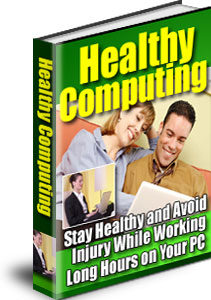 Healthy
Computing
Stay Healthy and Avoid
Injury While Working
Long Hours on Your PC
Healthy Computing